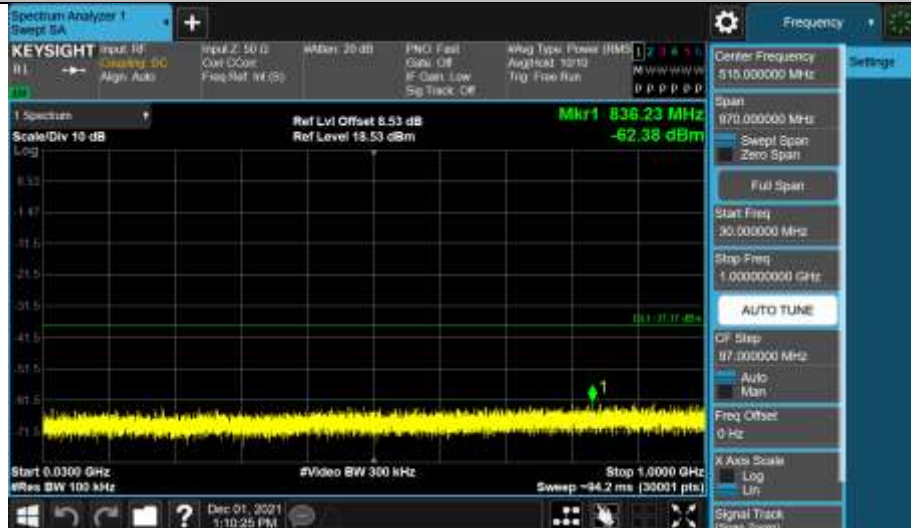 Spectrum Analyzer 1
Swept SA
+
Frequency
KEYSIGHT
Input: RF
Coupling: DC
Align: Auto
Input Z: 50 Ω
Corr CCorr
Freq Ref: Int (S)
#Atten: 20 dB
PNO: Fast
Gate: Off
IF Gain: Low
Sig Track: Off
#Avg Type: Power (RMS
Avg|Hold: 10/10
Trig: Free Run
1 2 3 4 5 6
M W W W W W
P P P P P P
1 Spectrum
Scale/Div 10 dB
Log
Ref Lvl Offset 8.53 dB
Ref Level 18.53 dBm
Mkr1 836.23 MHz
-62.38 dBm
8.53
-1.47
-11.5
-21.5
-31.5
-41.5
-51.5
-61.5
-71.5
1
Start 0.0300 GHz
#Res BW 100 kHz
#Video BW 300 kHz
Stop 1.0000 GHz
Sweep ~94.2 ms (30001 pts)
Dec 01, 2021
1:10:25 PM
Center Frequency
515.000000 MHz
Settings
Span
970.000000 MHz
Swept Span
Zero Span
Full Span
Start Freq
30.000000 MHz
Stop Freq
1.000000000 GHz
AUTO TUNE
CF Step
97.000000 MHz
Auto
Man
Freq Offset
0 Hz
X Axis Scale
Log
Lin
Signal Track
(Span Zoom)